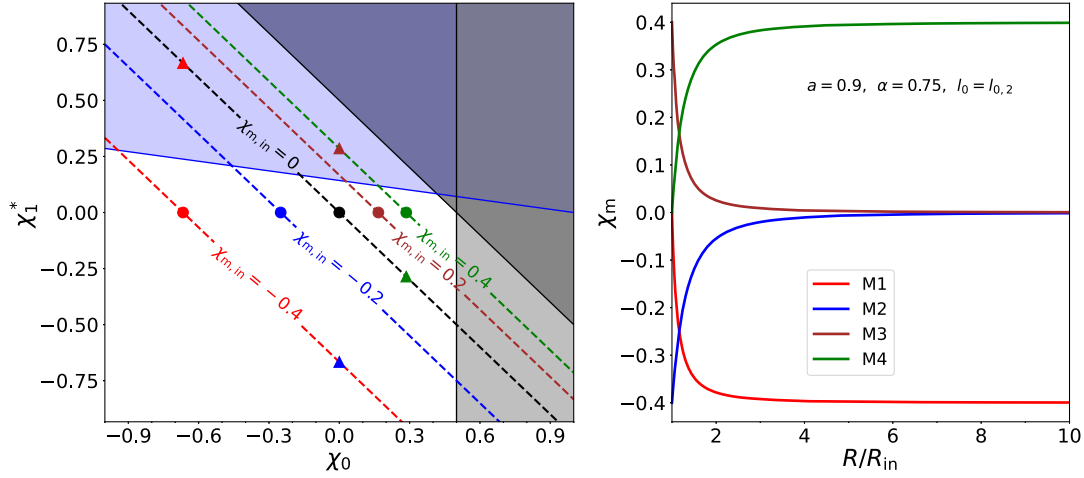 0.75
0.50
0.25
0.00
−0.25
−0.50
−0.75
χ₁*
−0.9
−0.6
−0.3
0.0
0.3
0.6
0.9
χ₀
χm,in = 0
χm,in = 0.4
χm,in = 0.2
χm,in = −0.2
χm,in = −0.4
0.4
0.3
0.2
0.1
0.0
−0.1
−0.2
−0.3
−0.4
χm
a = 0.9, α = 0.75, l₀ = l₀,₂
M1
M2
M3
M4
2
4
6
8
10
R/Rin